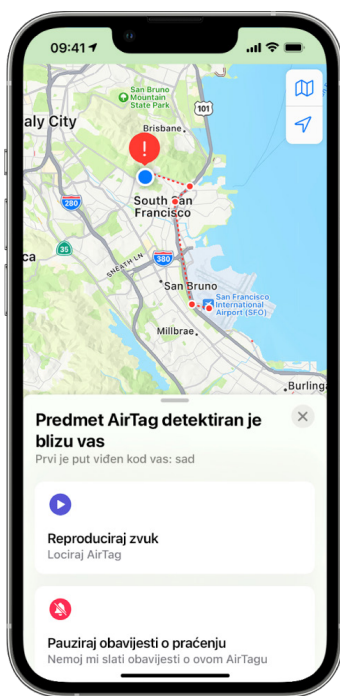 09:41
San Bruno
Mountain
State Park
101
aly City
Brisbane
South San
Francisco
280
35
ca
SNEATH LN
380
San Bruno
San Francisco
International
Airport (SFO)
Millbrae
Burling
Predmet AirTag detektiran je
blizu vas
Prvi je put viđen kod vas: sad
Reproduciraj zvuk
Lociraj AirTag
Pauziraj obavijesti o praćenju
Nemoj mi slati obavijesti o ovom AirTagu